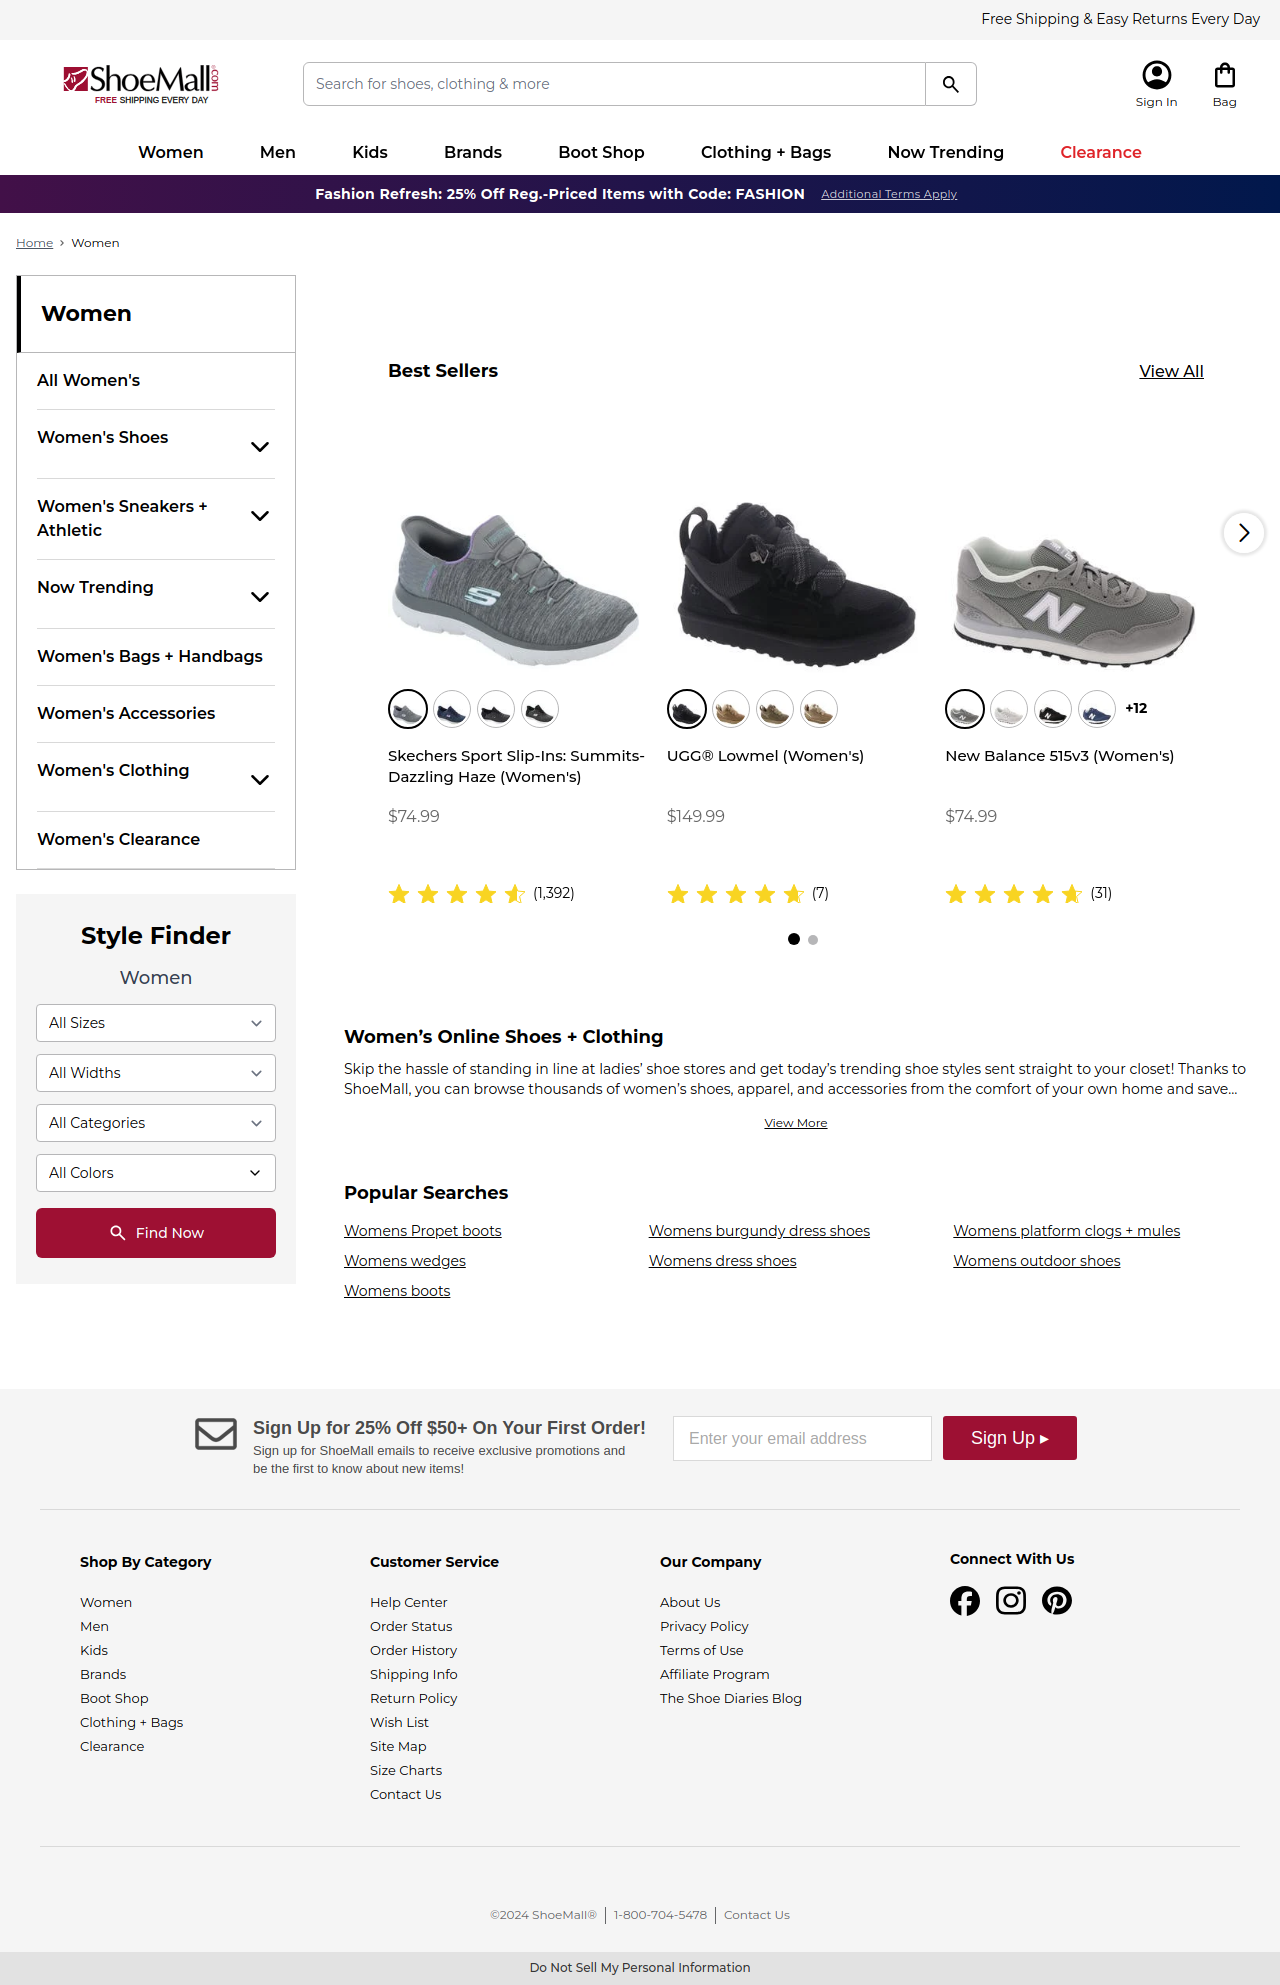 Free Shipping & Easy Returns Every Day
ShoeMall.com
FREE SHIPPING EVERY DAY
Search for shoes, clothing & more
Sign In
Bag
Women
Men
Kids
Brands
Boot Shop
Clothing + Bags
Now Trending
Clearance
Fashion Refresh: 25% Off Reg.-Priced Items with Code: FASHION
Additional Terms Apply
Home › Women
Women
All Women's
Women's Shoes
Women's Sneakers +
Athletic
Now Trending
Women's Bags + Handbags
Women's Accessories
Women's Clothing
Women's Clearance
Style Finder
Women
All Sizes
All Widths
All Categories
All Colors
Find Now
Best Sellers
View All
+12
Skechers Sport Slip-Ins: Summits-
Dazzling Haze (Women's)
$74.99
(1,392)
UGG® Lowmel (Women's)
$149.99
(7)
New Balance 515v3 (Women's)
$74.99
(31)
Women’s Online Shoes + Clothing
Skip the hassle of standing in line at ladies’ shoe stores and get today’s trending shoe styles sent straight to your closet! Thanks to
ShoeMall, you can browse thousands of women’s shoes, apparel, and accessories from the comfort of your own home and save...
View More
Popular Searches
Womens Propet boots
Womens burgundy dress shoes
Womens platform clogs + mules
Womens wedges
Womens dress shoes
Womens outdoor shoes
Womens boots
Sign Up for 25% Off $50+ On Your First Order!
Sign up for ShoeMall emails to receive exclusive promotions and
be the first to know about new items!
Enter your email address
Sign Up ▸
Shop By Category
Women
Men
Kids
Brands
Boot Shop
Clothing + Bags
Clearance
Customer Service
Help Center
Order Status
Order History
Shipping Info
Return Policy
Wish List
Site Map
Size Charts
Contact Us
Our Company
About Us
Privacy Policy
Terms of Use
Affiliate Program
The Shoe Diaries Blog
Connect With Us
©2024 ShoeMall® | 1-800-704-5478 | Contact Us
Do Not Sell My Personal Information